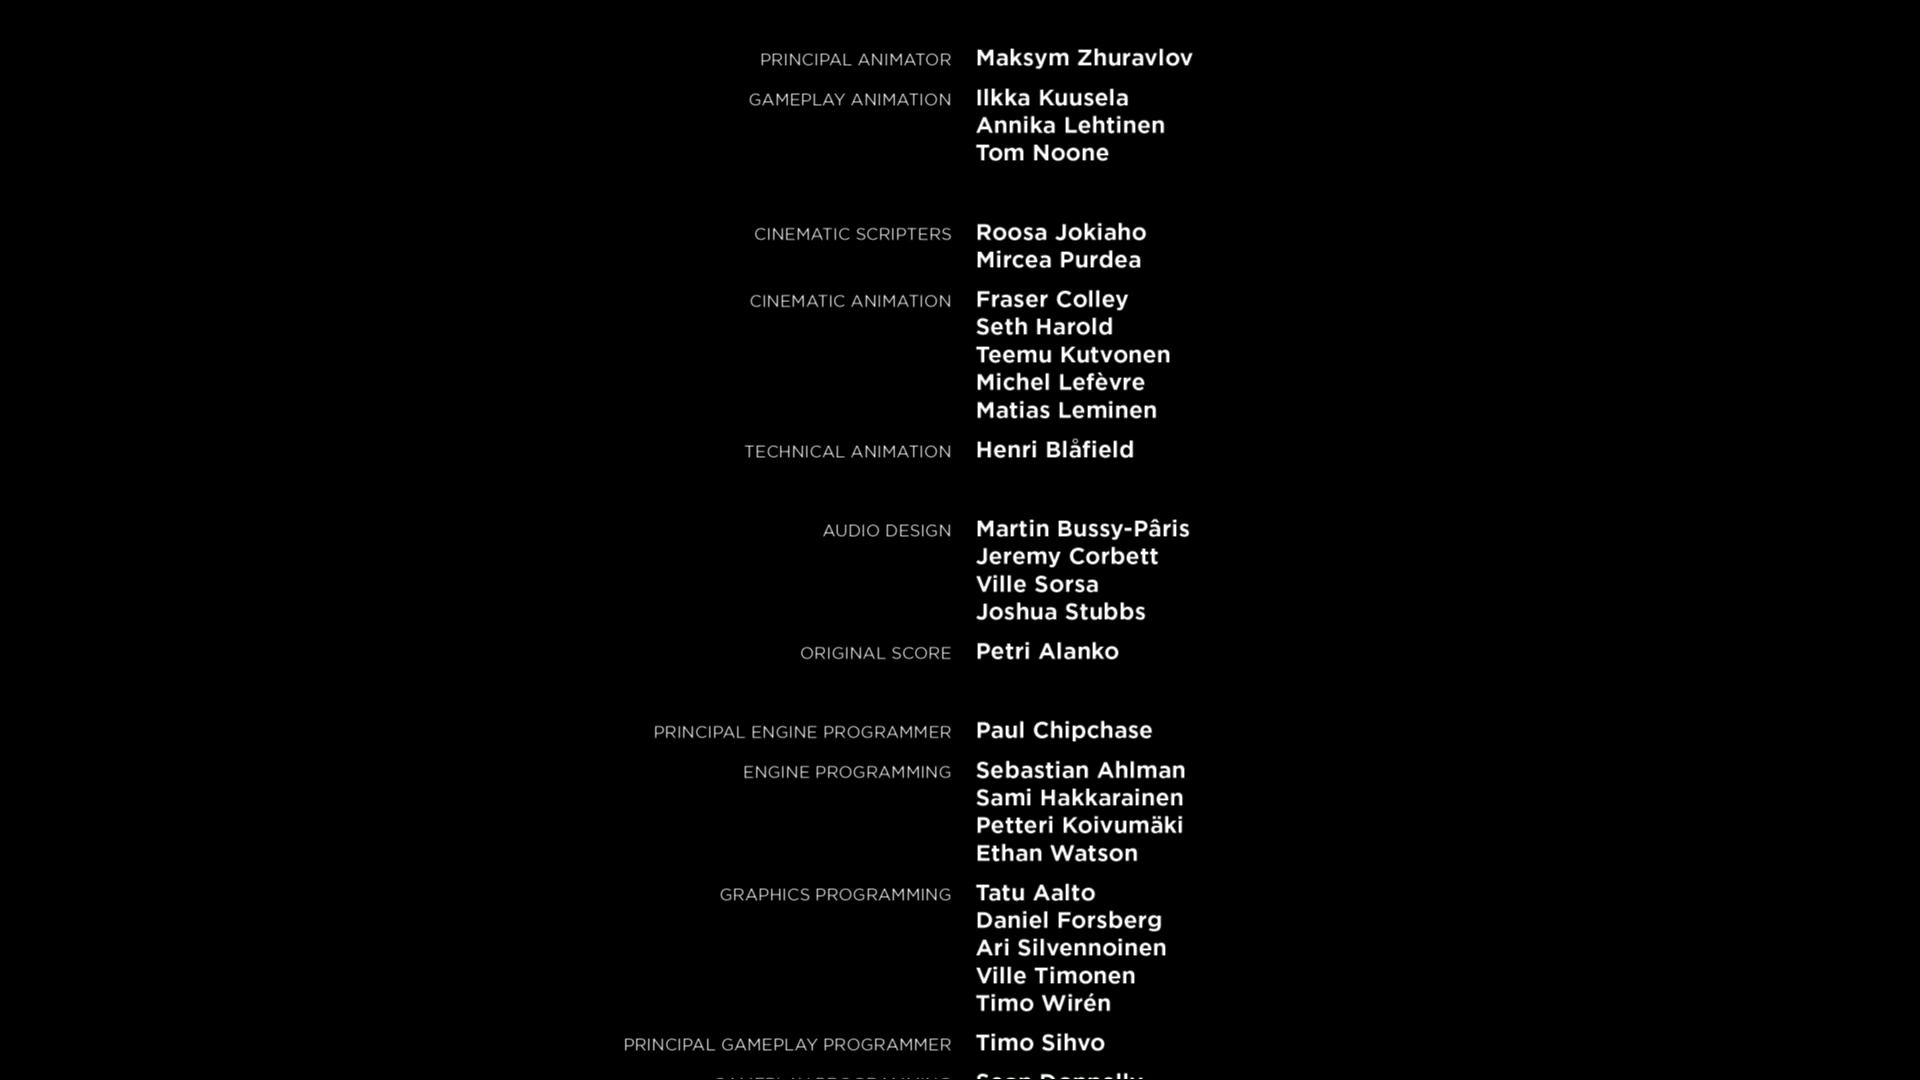 PRINCIPAL ANIMATOR Maksym Zhuravlov
GAMEPLAY ANIMATION Ilkka Kuusela
Annika Lehtinen
Tom Noone
CINEMATIC SCRIPTERS Roosa Jokiaho
Mircea Purdea
CINEMATIC ANIMATION Fraser Colley
Seth Harold
Teemu Kutvonen
Michel Lefèvre
Matias Leminen
TECHNICAL ANIMATION Henri Blåfield
AUDIO DESIGN Martin Bussy-Pâris
Jeremy Corbett
Ville Sorsa
Joshua Stubbs
ORIGINAL SCORE Petri Alanko
PRINCIPAL ENGINE PROGRAMMER Paul Chipchase
ENGINE PROGRAMMING Sebastian Ahlman
Sami Hakkarainen
Petteri Koivumäki
Ethan Watson
GRAPHICS PROGRAMMING Tatu Aalto
Daniel Forsberg
Ari Silvennoinen
Ville Timonen
Timo Wirén
PRINCIPAL GAMEPLAY PROGRAMMER Timo Sihvo